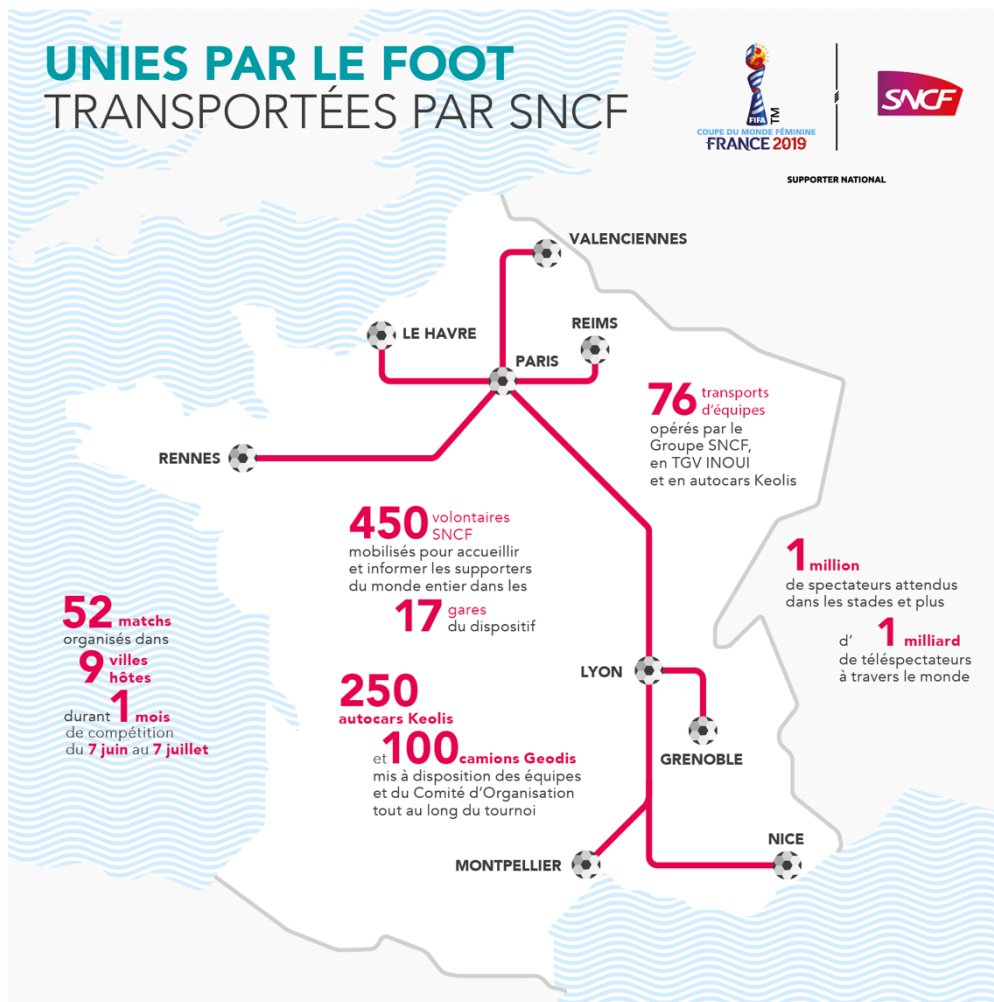 UNIES PAR LE FOOT
TRANSPORTÉES PAR SNCF
FIFA
TM
COUPE DU MONDE FÉMININE
FRANCE 2019
SNCF
SUPPORTER NATIONAL
VALENCIENNES
LE HAVRE
REIMS
PARIS
RENNES
76 transports
d'équipes
opérés par le
Groupe SNCF,
en TGV INOUI
et en autocars Keolis
450 volontaires
SNCF
mobilisés pour accueillir
et informer les supporters
du monde entier dans les
17 gares
du dispositif
1 million
de spectateurs attendus
dans les stades et plus
d' 1 milliard
de téléspectateurs
à travers le monde
52 matchs
organisés dans
9 villes
hôtes
durant 1 mois
de compétition
du 7 juin au 7 juillet
250
autocars Keolis
et 100 camions Geodis
mis à disposition des équipes
et du Comité d'Organisation
tout au long du tournoi
LYON
GRENOBLE
NICE
MONTPELLIER